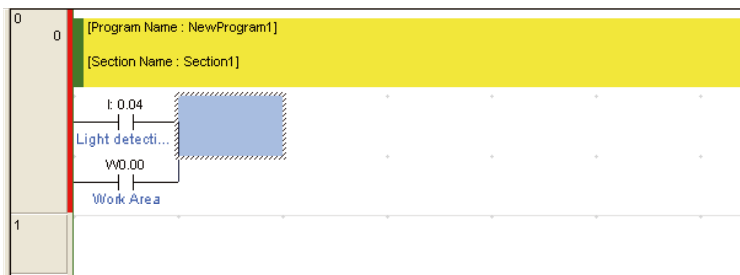 0
0
[Program Name : NewProgram1]
[Section Name : Section1]
I: 0.04
Light detecti...
W0.00
Work Area
1